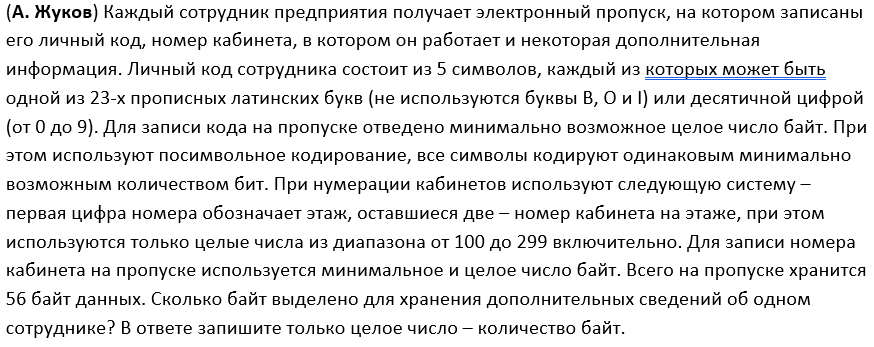 (А. Жуков) Каждый сотрудник предприятия получает электронный пропуск, на котором записаны
его личный код, номер кабинета, в котором он работает и некоторая дополнительная
информация. Личный код сотрудника состоит из 5 символов, каждый из которых может быть
одной из 23-х прописных латинских букв (не используются буквы B, O и I) или десятичной цифрой
(от 0 до 9). Для записи кода на пропуске отведено минимально возможное целое число байт. При
этом используют посимвольное кодирование, все символы кодируют одинаковым минимально
возможным количеством бит. При нумерации кабинетов используют следующую систему –
первая цифра номера обозначает этаж, оставшиеся две – номер кабинета на этаже, при этом
используются только целые числа из диапазона от 100 до 299 включительно. Для записи номера
кабинета на пропуске используется минимальное и целое число байт. Всего на пропуске хранится
56 байт данных. Сколько байт выделено для хранения дополнительных сведений об одном
сотруднике? В ответе запишите только целое число – количество байт.